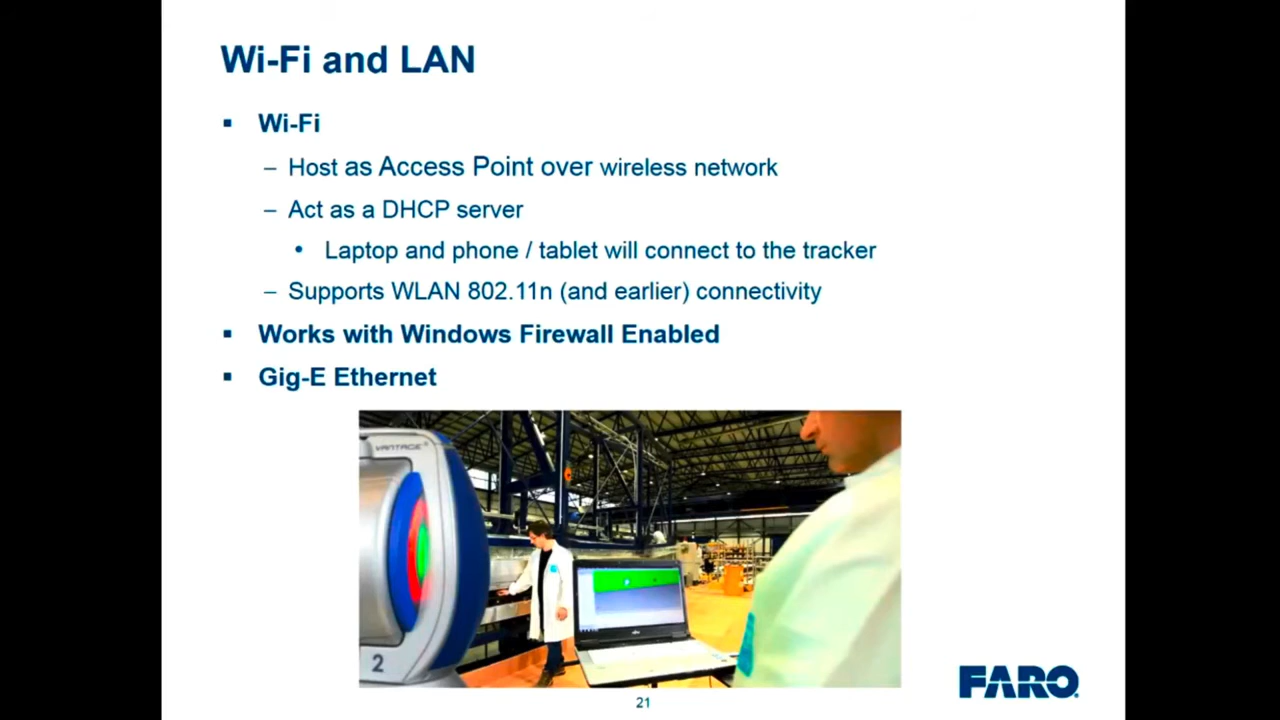 Wi-Fi and LAN
▪ Wi-Fi
– Host as Access Point over wireless network
– Act as a DHCP server
• Laptop and phone / tablet will connect to the tracker
– Supports WLAN 802.11n (and earlier) connectivity
▪ Works with Windows Firewall Enabled
▪ Gig-E Ethernet
VANTAGE
2
FARO
21